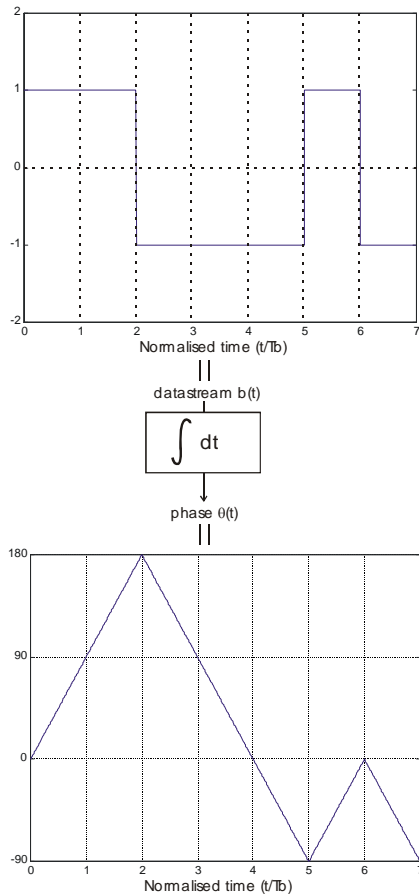 2
1
0
-1
-2
0 1 2 3 4 5 6 7
Normalised time (t/Tb)
datastream b(t)
∫ dt
phase θ(t)
180
90
0
-90
0 1 2 3 4 5 6 7
Normalised time (t/Tb)